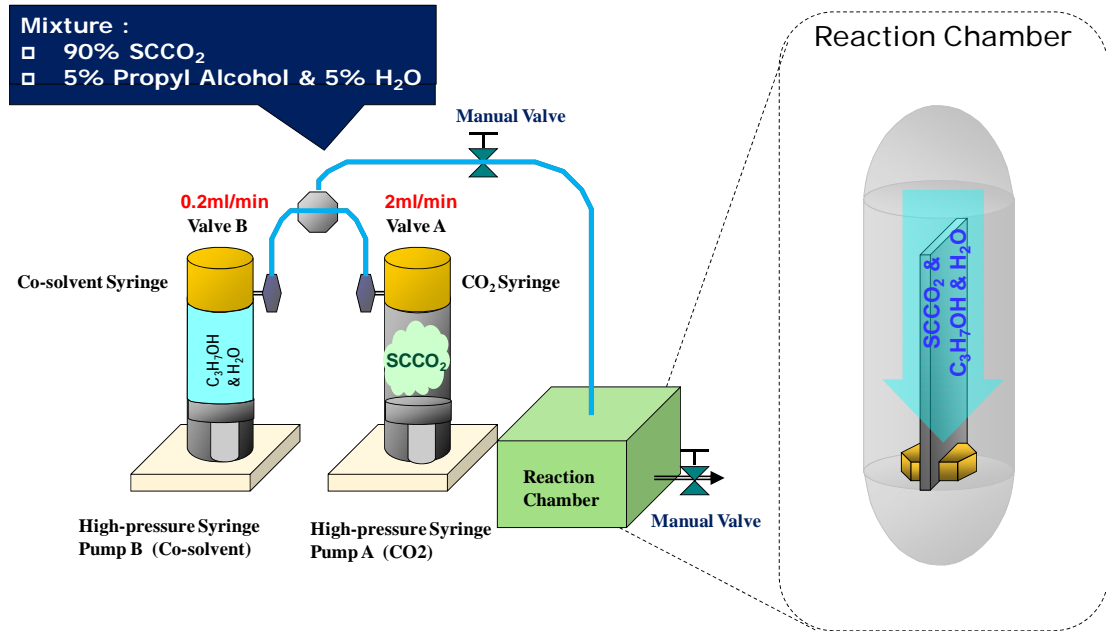 Mixture :
90% SCCO₂
5% Propyl Alcohol & 5% H₂O
Manual Valve
0.2ml/min
Valve B
2ml/min
Valve A
Co-solvent Syringe
CO₂ Syringe
C₃H₇OH
& H₂O
SCCO₂
Reaction
Chamber
Manual Valve
High-pressure Syringe
Pump B (Co-solvent)
High-pressure Syringe
Pump A (CO2)
Reaction Chamber
SCCO₂ &
C₃H₇OH & H₂O